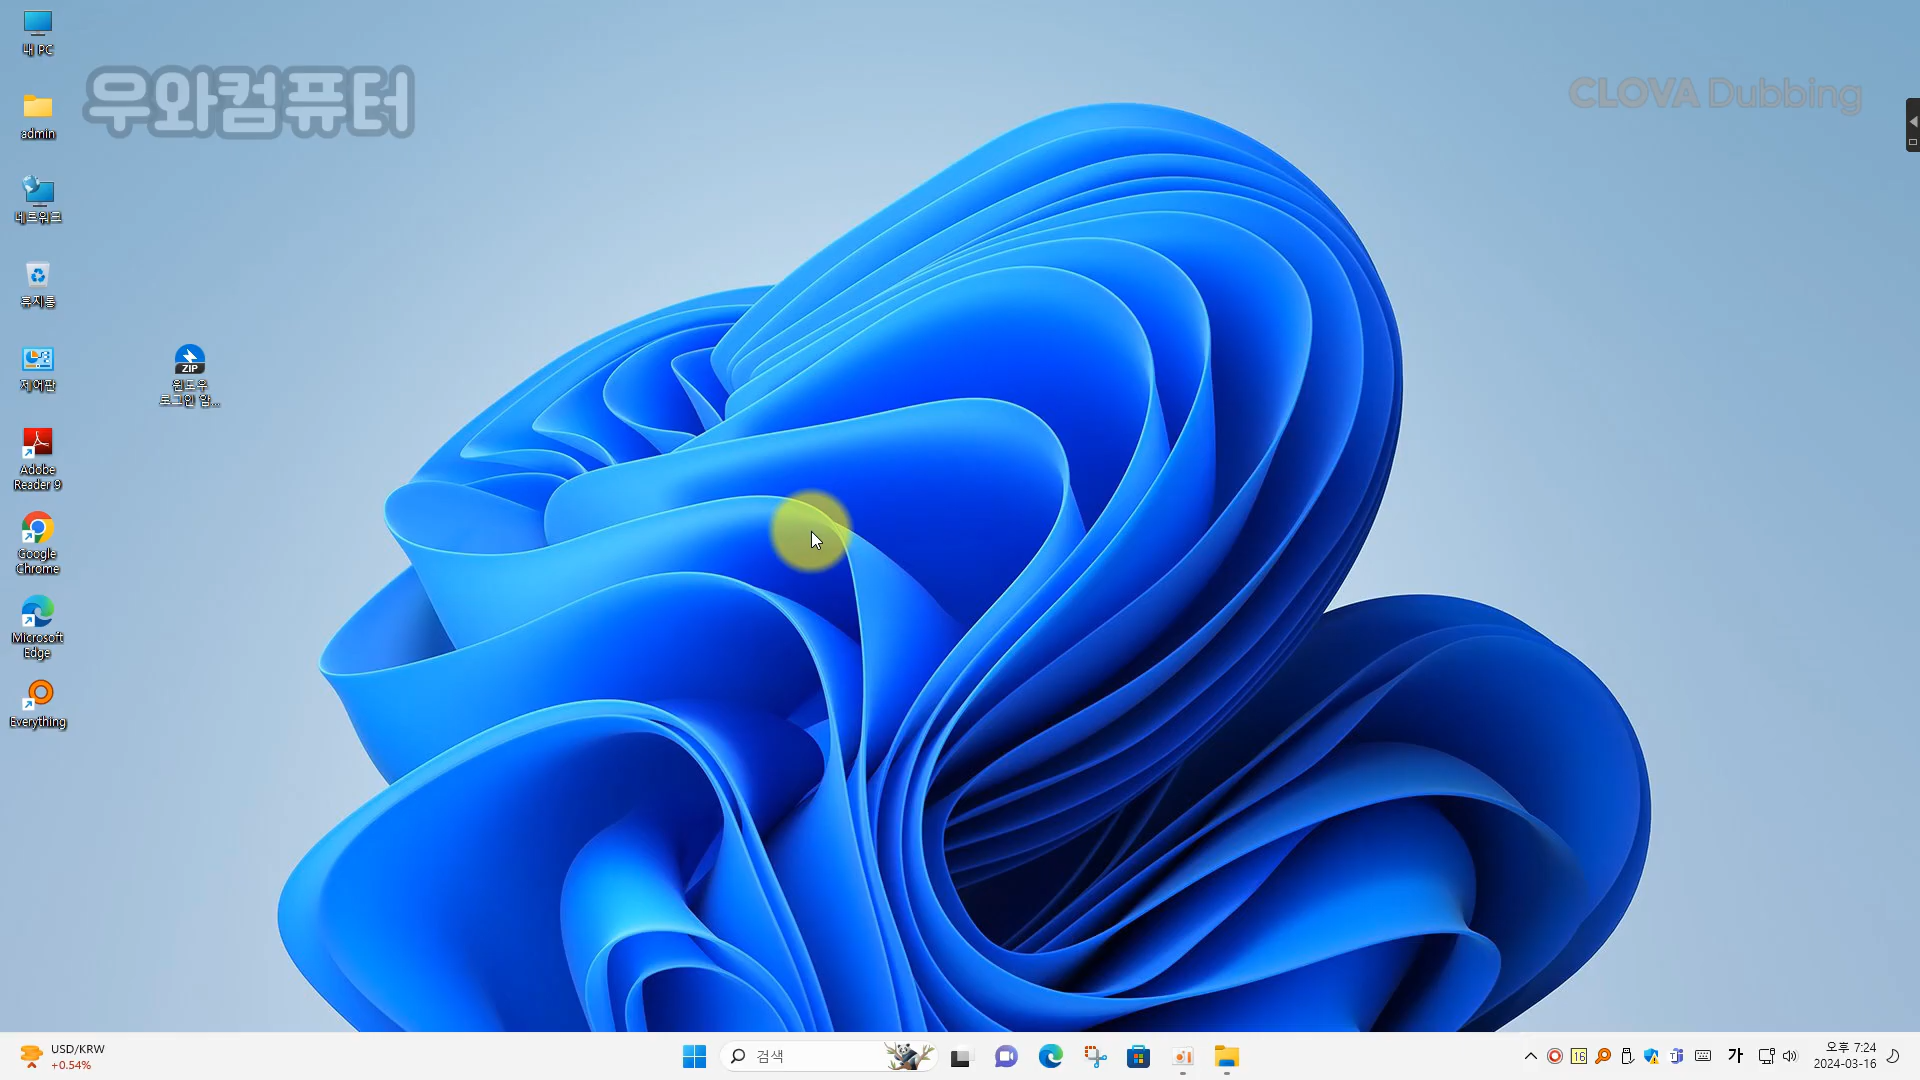 내 PC
우와컴퓨터
CLOVA Dubbing
admin
네트워크
휴지통
제어판
ZIP
윈도우
로그인 암...
Adobe
Reader 9
Google
Chrome
Microsoft
Edge
Everything
USD/KRW
+0.54%
검색
16
가
오후 7:24
2024-03-16